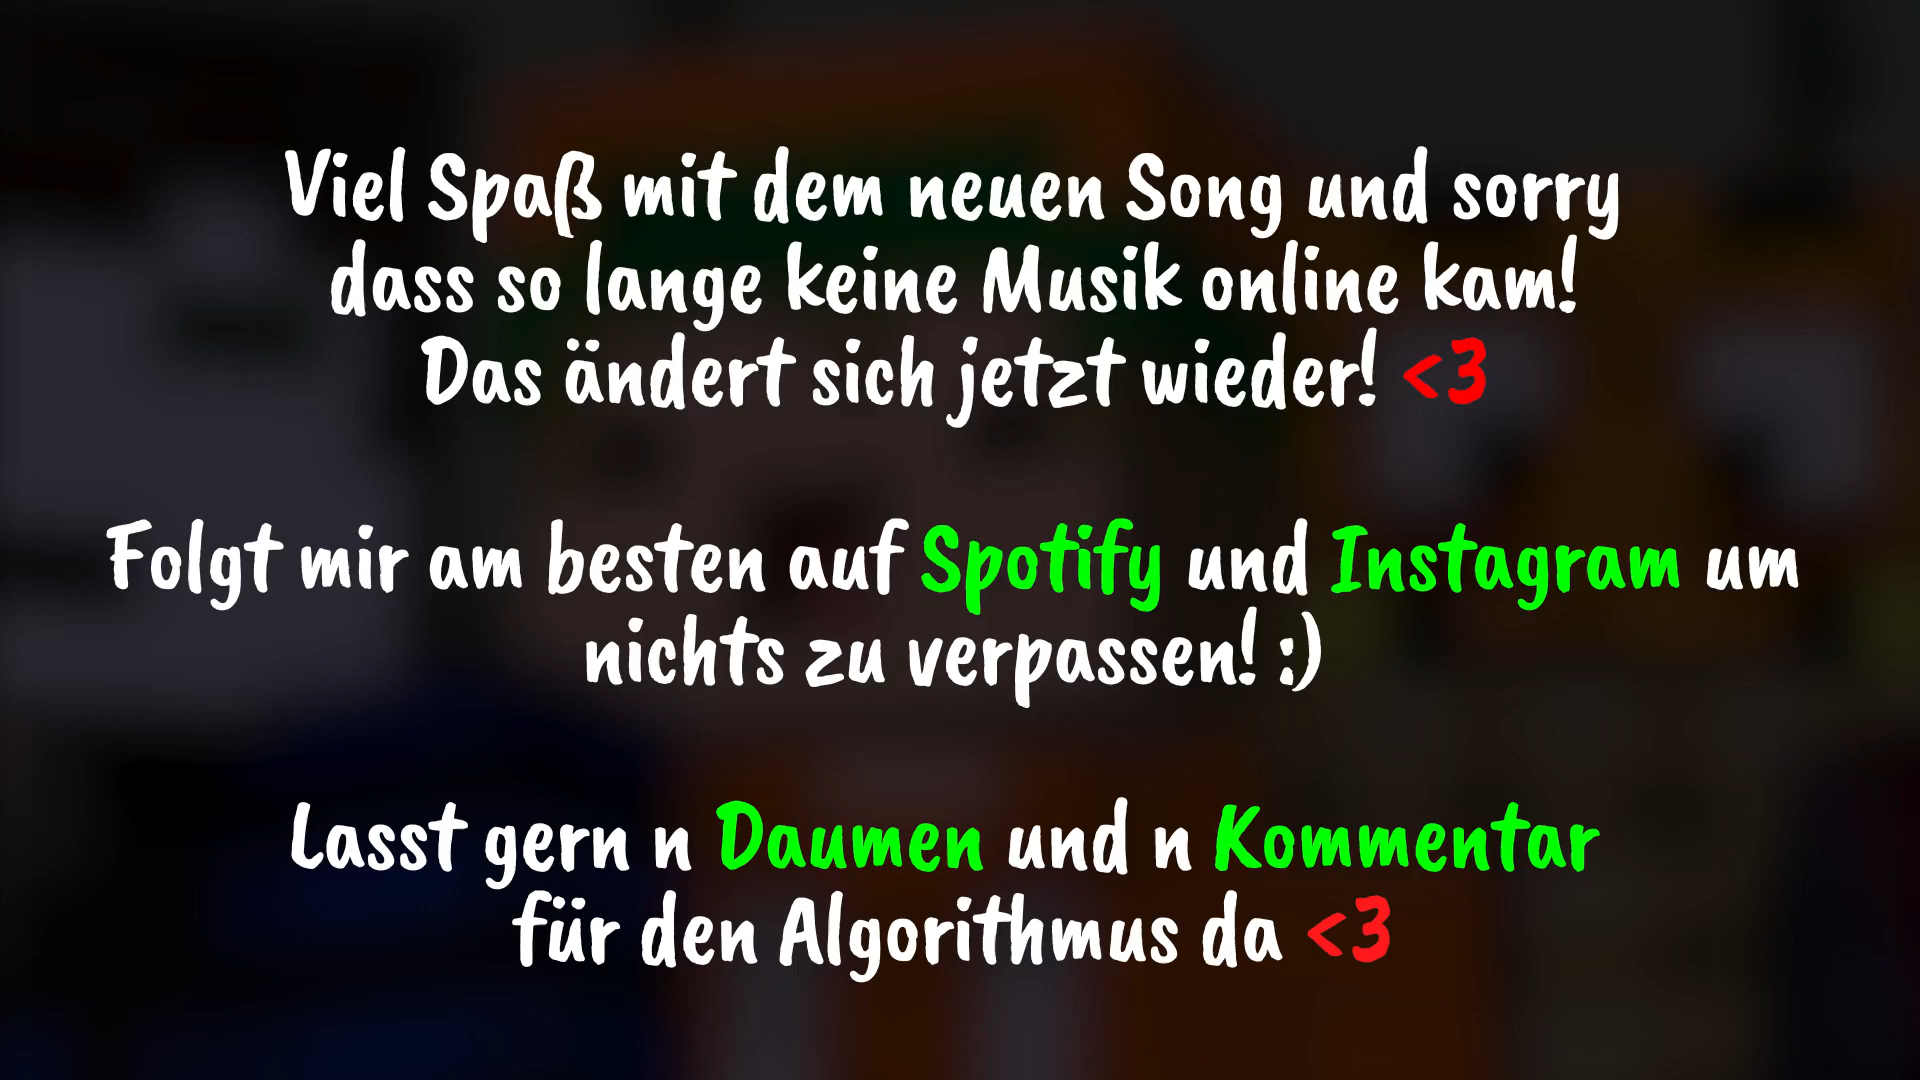 Viel Spaß mit dem neuen Song und sorry
dass so lange keine Musik online kam!
Das ändert sich jetzt wieder! <3
Folgt mir am besten auf Spotify und Instagram um
nichts zu verpassen! :)
Lasst gern n Daumen und n Kommentar
für den Algorithmus da <3